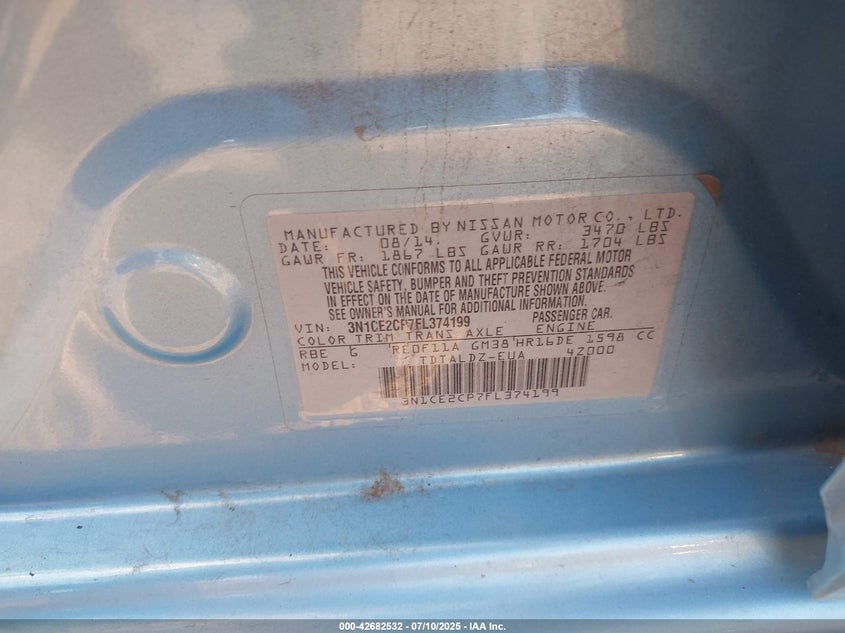 MANUFACTURED BY NISSAN MOTOR CO., LTD.
DATE: 08/14. GVWR: 3470 LBS
GAWR FR: 1867 LBS GAWR RR: 1704 LBS
THIS VEHICLE CONFORMS TO ALL APPLICABLE FEDERAL MOTOR
VEHICLE SAFETY, BUMPER AND THEFT PREVENTION STANDARDS
IN EFFECT ON THE DATE OF MANUFACTURE SHOWN ABOVE.
SEE OWNER'S MANUAL FOR ADDITIONAL INFORMATION.
VIN: 3N1CE2CP7FL374199 PASSENGER CAR.
COLOR TRIM TRANS AXLE ENGINE
RBE G RE0F11A GM38 HR16DE 1598 CC
MODEL: TDTALDZ-EUA 4Z000
3N1CE2CP7FL374199
000-42682532 - 07/10/2025 - IAA Inc.